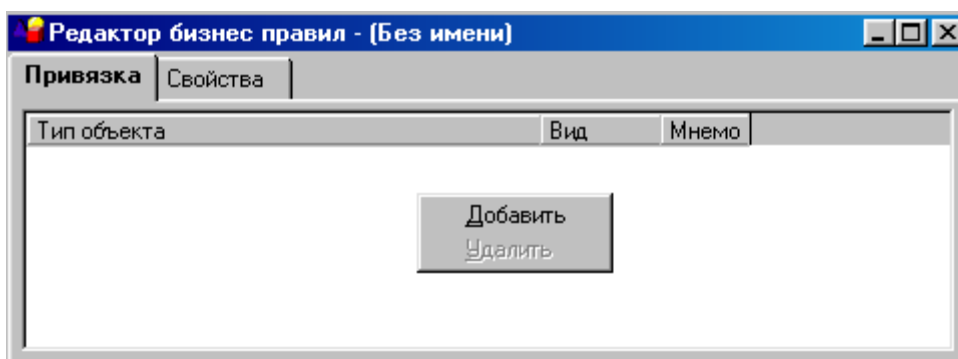 Редактор бизнес правил - (Без имени)
Привязка Свойства
Тип объекта Вид Мнемо
Добавить
Удалить